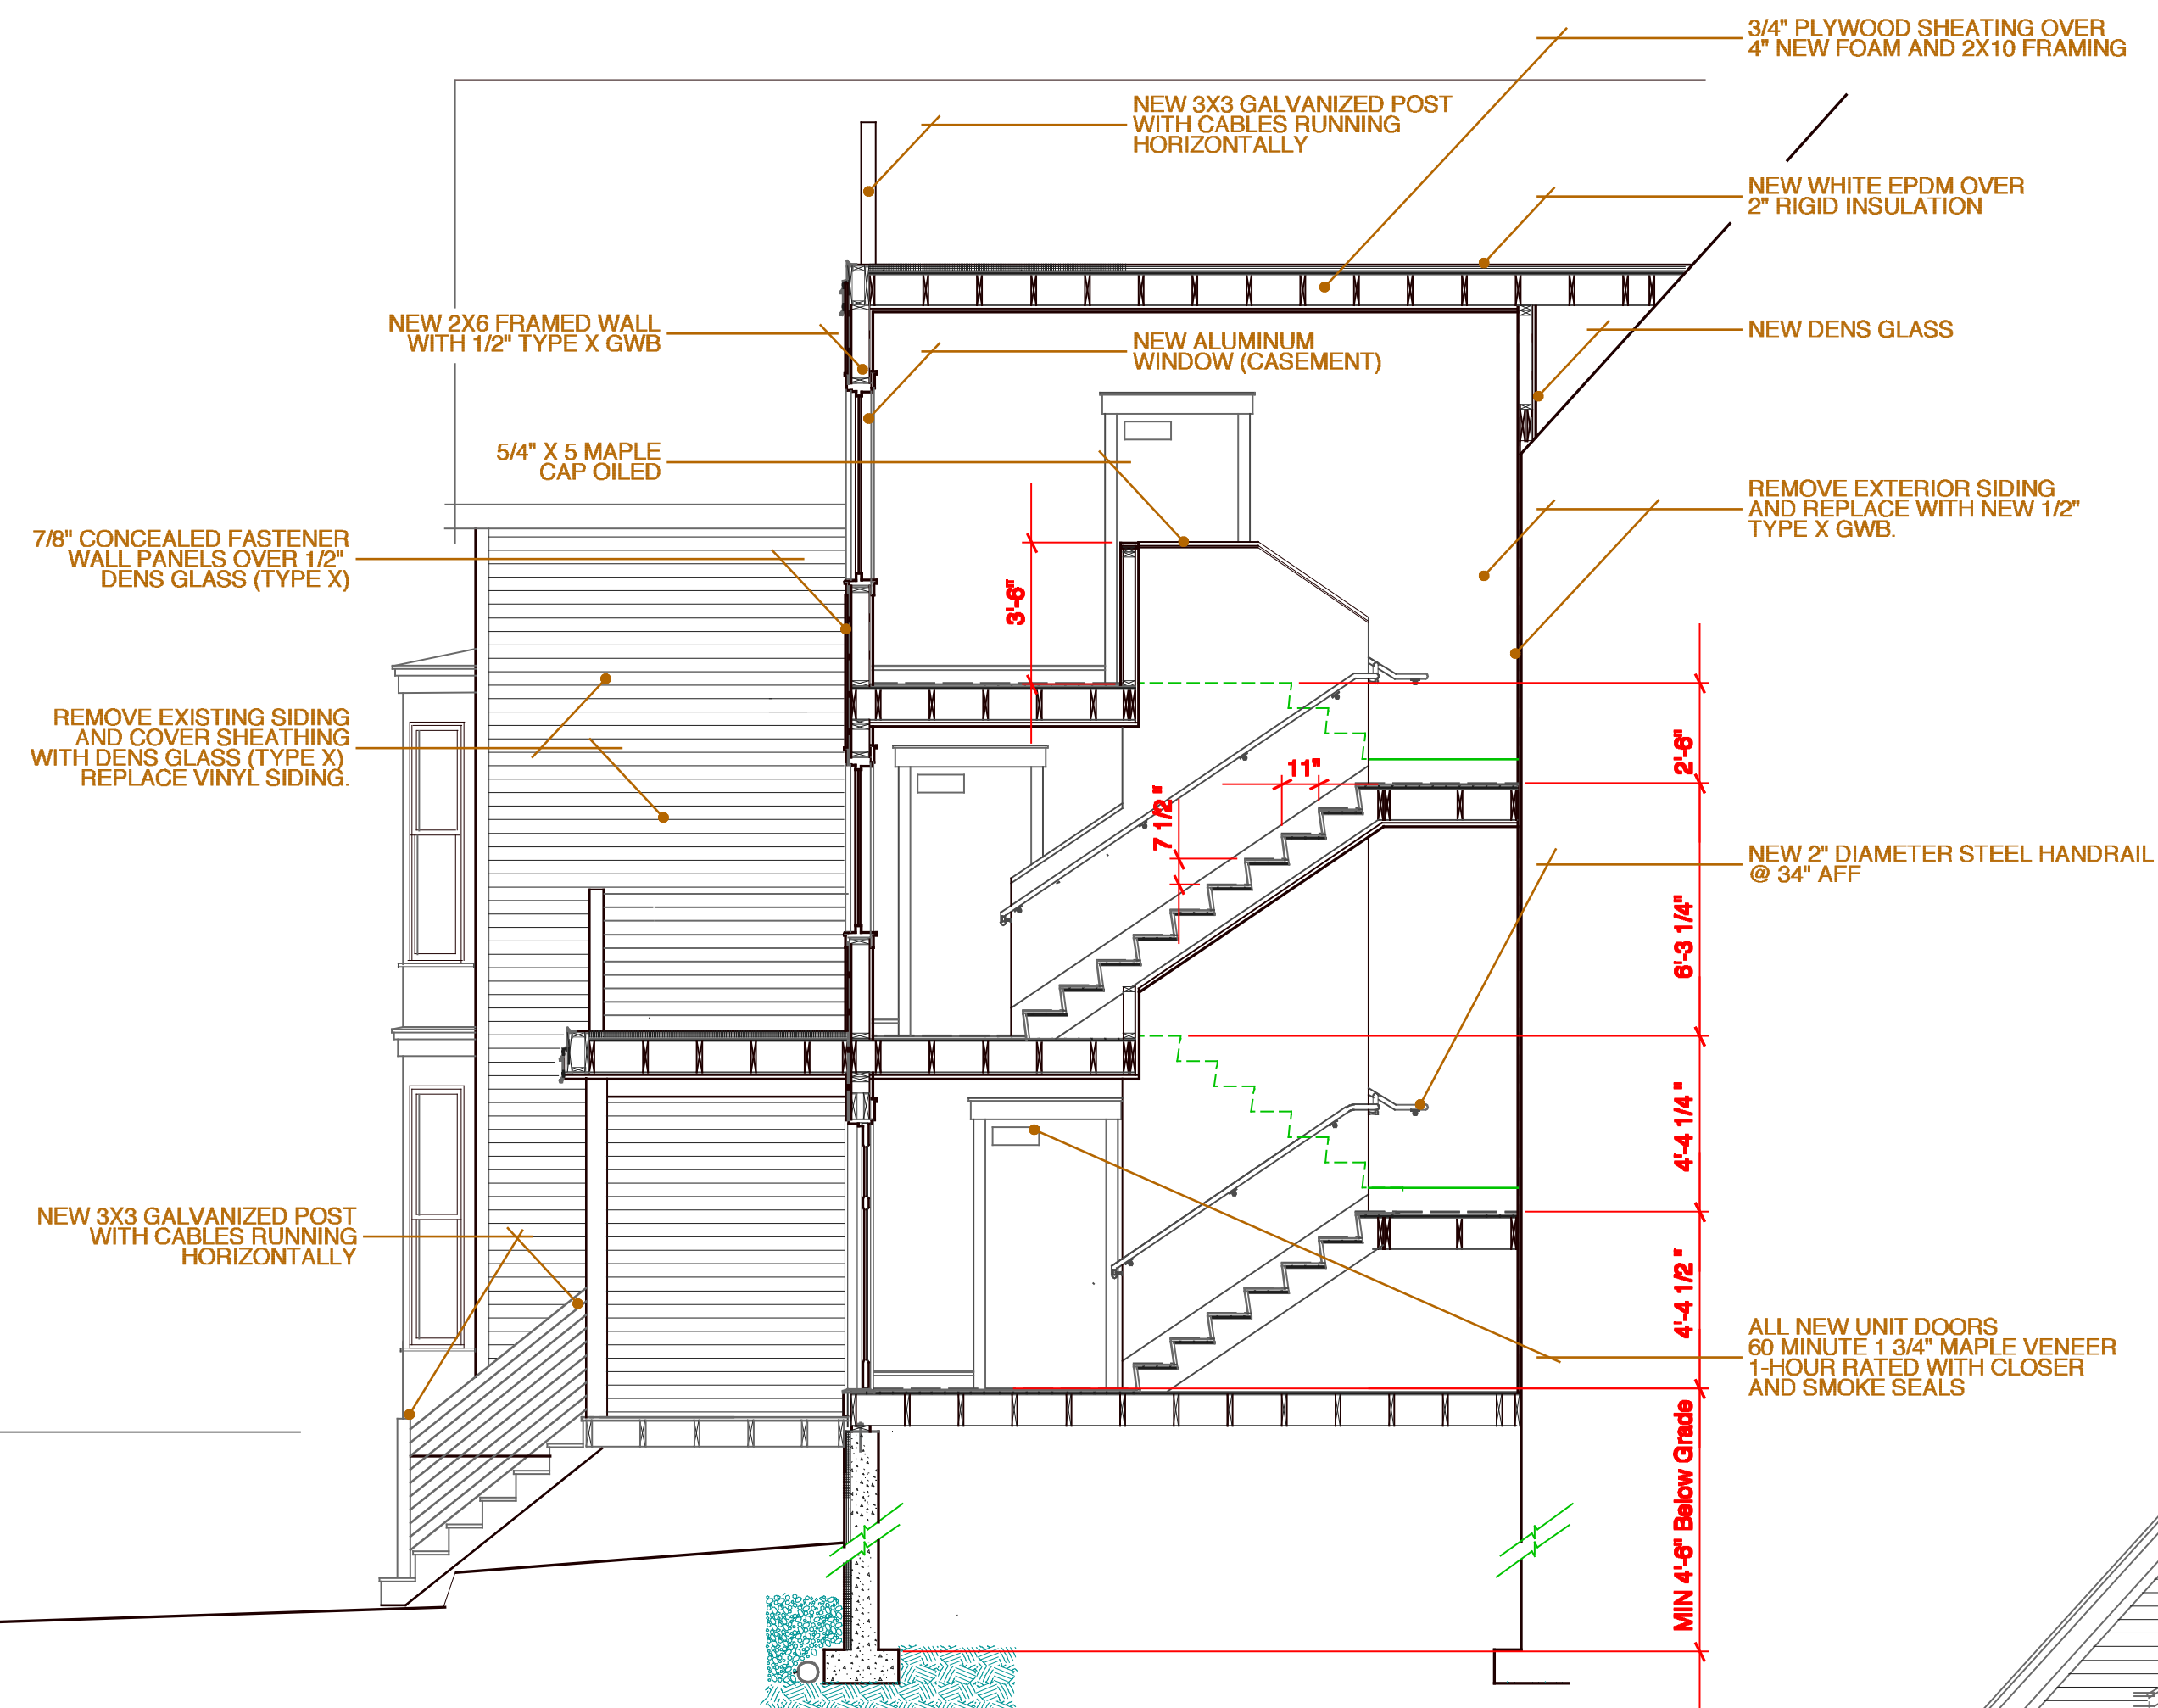 3/4" PLYWOOD SHEATING OVER
4" NEW FOAM AND 2X10 FRAMING
NEW 3X3 GALVANIZED POST
WITH CABLES RUNNING
HORIZONTALLY
NEW WHITE EPDM OVER
2" RIGID INSULATION
NEW 2X6 FRAMED WALL
WITH 1/2" TYPE X GWB
NEW ALUMINUM
WINDOW (CASEMENT)
NEW DENS GLASS
5/4" X 5 MAPLE
CAP OILED
REMOVE EXTERIOR SIDING
AND REPLACE WITH NEW 1/2"
TYPE X GWB.
7/8" CONCEALED FASTENER
WALL PANELS OVER 1/2"
DENS GLASS (TYPE X)
3'-6"
REMOVE EXISTING SIDING
AND COVER SHEATHING
WITH DENS GLASS (TYPE X)
REPLACE VINYL SIDING.
2'-6"
11"
7 1/2 "
NEW 2" DIAMETER STEEL HANDRAIL
@ 34" AFF
6'-3 1/4"
4'-4 1/4 "
NEW 3X3 GALVANIZED POST
WITH CABLES RUNNING
HORIZONTALLY
4'-4 1/2 "
ALL NEW UNIT DOORS
60 MINUTE 1 3/4" MAPLE VENEER
1-HOUR RATED WITH CLOSER
AND SMOKE SEALS
MIN 4'-6" Below Grade